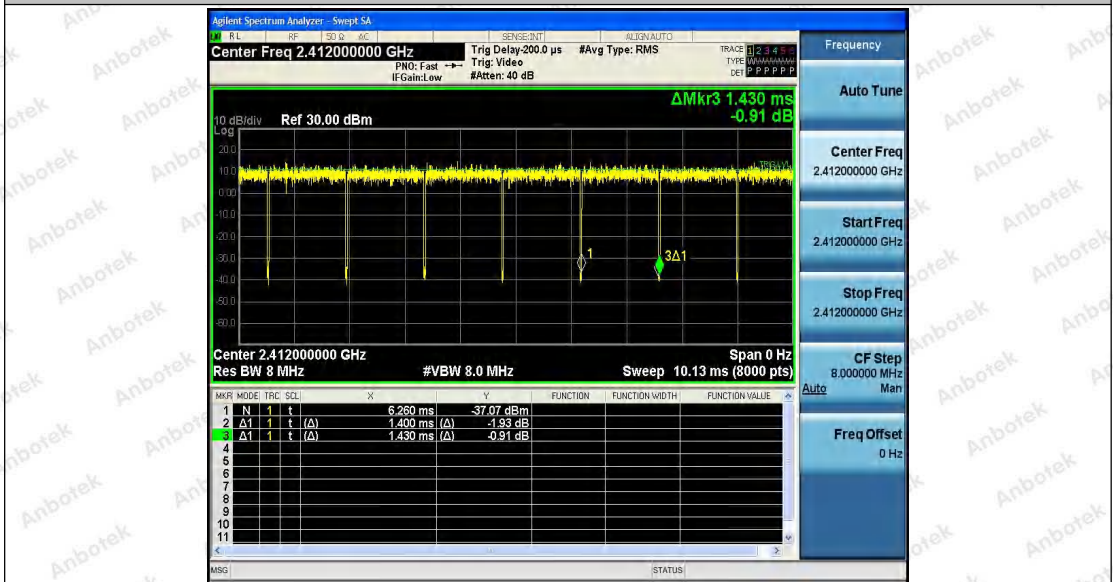 Agilent Spectrum Analyzer - Swept SA
RL RF 50 Ω AC SENSE:INT ALIGN AUTO
Center Freq 2.412000000 GHz
PNO: Fast
IFGain:Low
Trig Delay-200.0 µs #Avg Type: RMS
Trig: Video
#Atten: 40 dB
TRACE 1 2 3 4 5 6
TYPE
DET P P P P P P
ΔMkr3 1.430 ms
-0.91 dB
10 dB/div Ref 30.00 dBm
Log
20.0
10.0
0.00
-10.0
-20.0
-30.0
-40.0
-50.0
-60.0
TRIG LVL
1
3Δ1
Center 2.412000000 GHz Span 0 Hz
Res BW 8 MHz #VBW 8.0 MHz Sweep 10.13 ms (8000 pts)
MKR MODE TRC SCL X Y FUNCTION FUNCTION WIDTH FUNCTION VALUE
1 N 1 t 6.260 ms -37.07 dBm
2 Δ1 1 t (Δ) 1.400 ms (Δ) -1.93 dB
3 Δ1 1 t (Δ) 1.430 ms (Δ) -0.91 dB
4
5
6
7
8
9
10
11
MSG STATUS
Frequency
Auto Tune
Center Freq
2.412000000 GHz
Start Freq
2.412000000 GHz
Stop Freq
2.412000000 GHz
CF Step
8.000000 MHz
Auto Man
Freq Offset
0 Hz
Anbotek